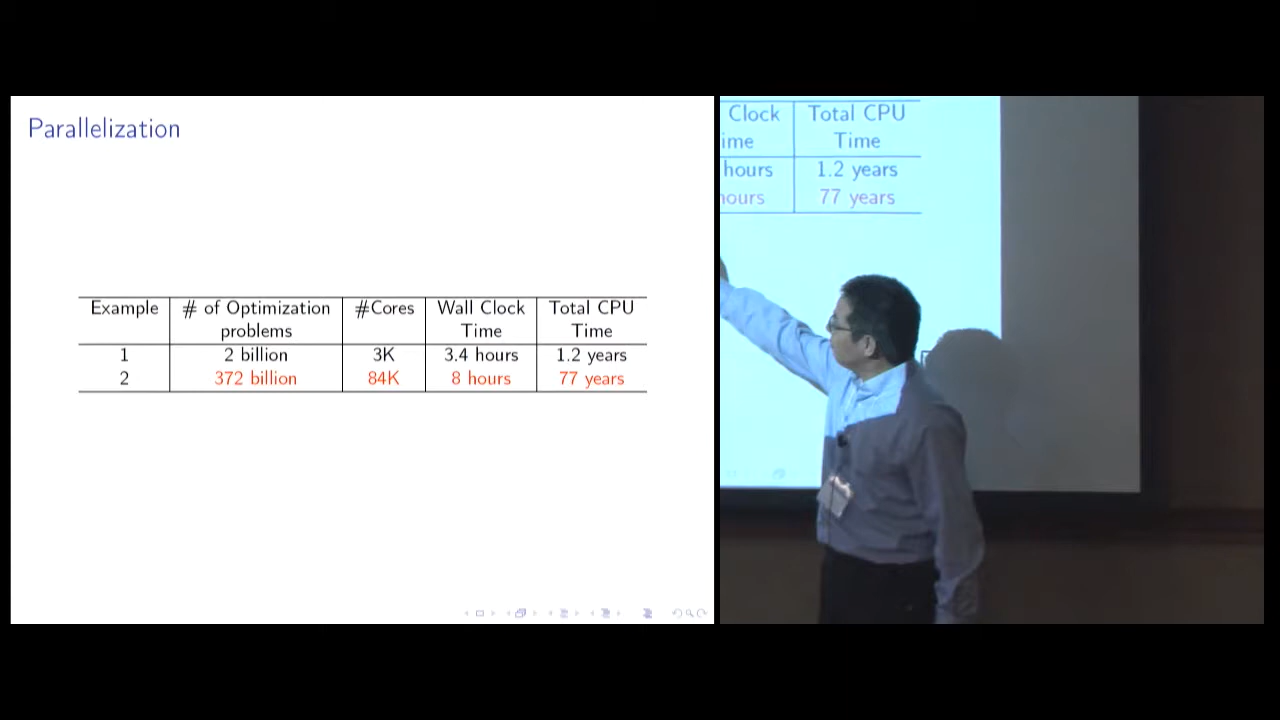 Parallelization
Example # of Optimization problems #Cores Wall Clock Time Total CPU Time
1 2 billion 3K 3.4 hours 1.2 years
2 372 billion 84K 8 hours 77 years
Clock Total CPU
ime Time
hours 1.2 years
ours 77 years